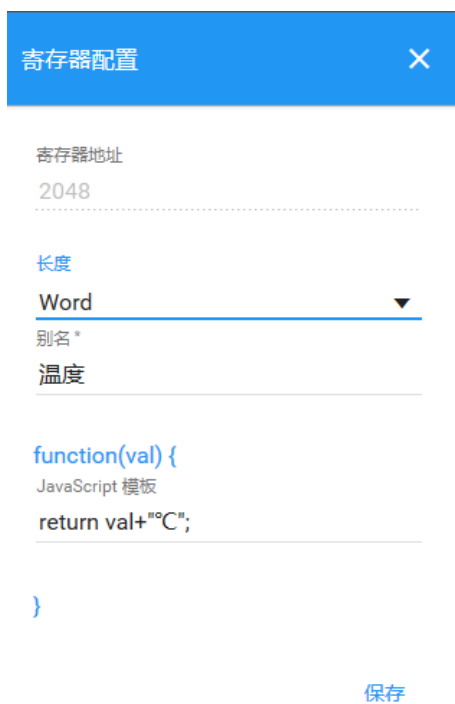 寄存器配置
寄存器地址
2048
长度
Word
别名 *
温度
function(val) {
JavaScript 模板
return val+"℃";
}
保存